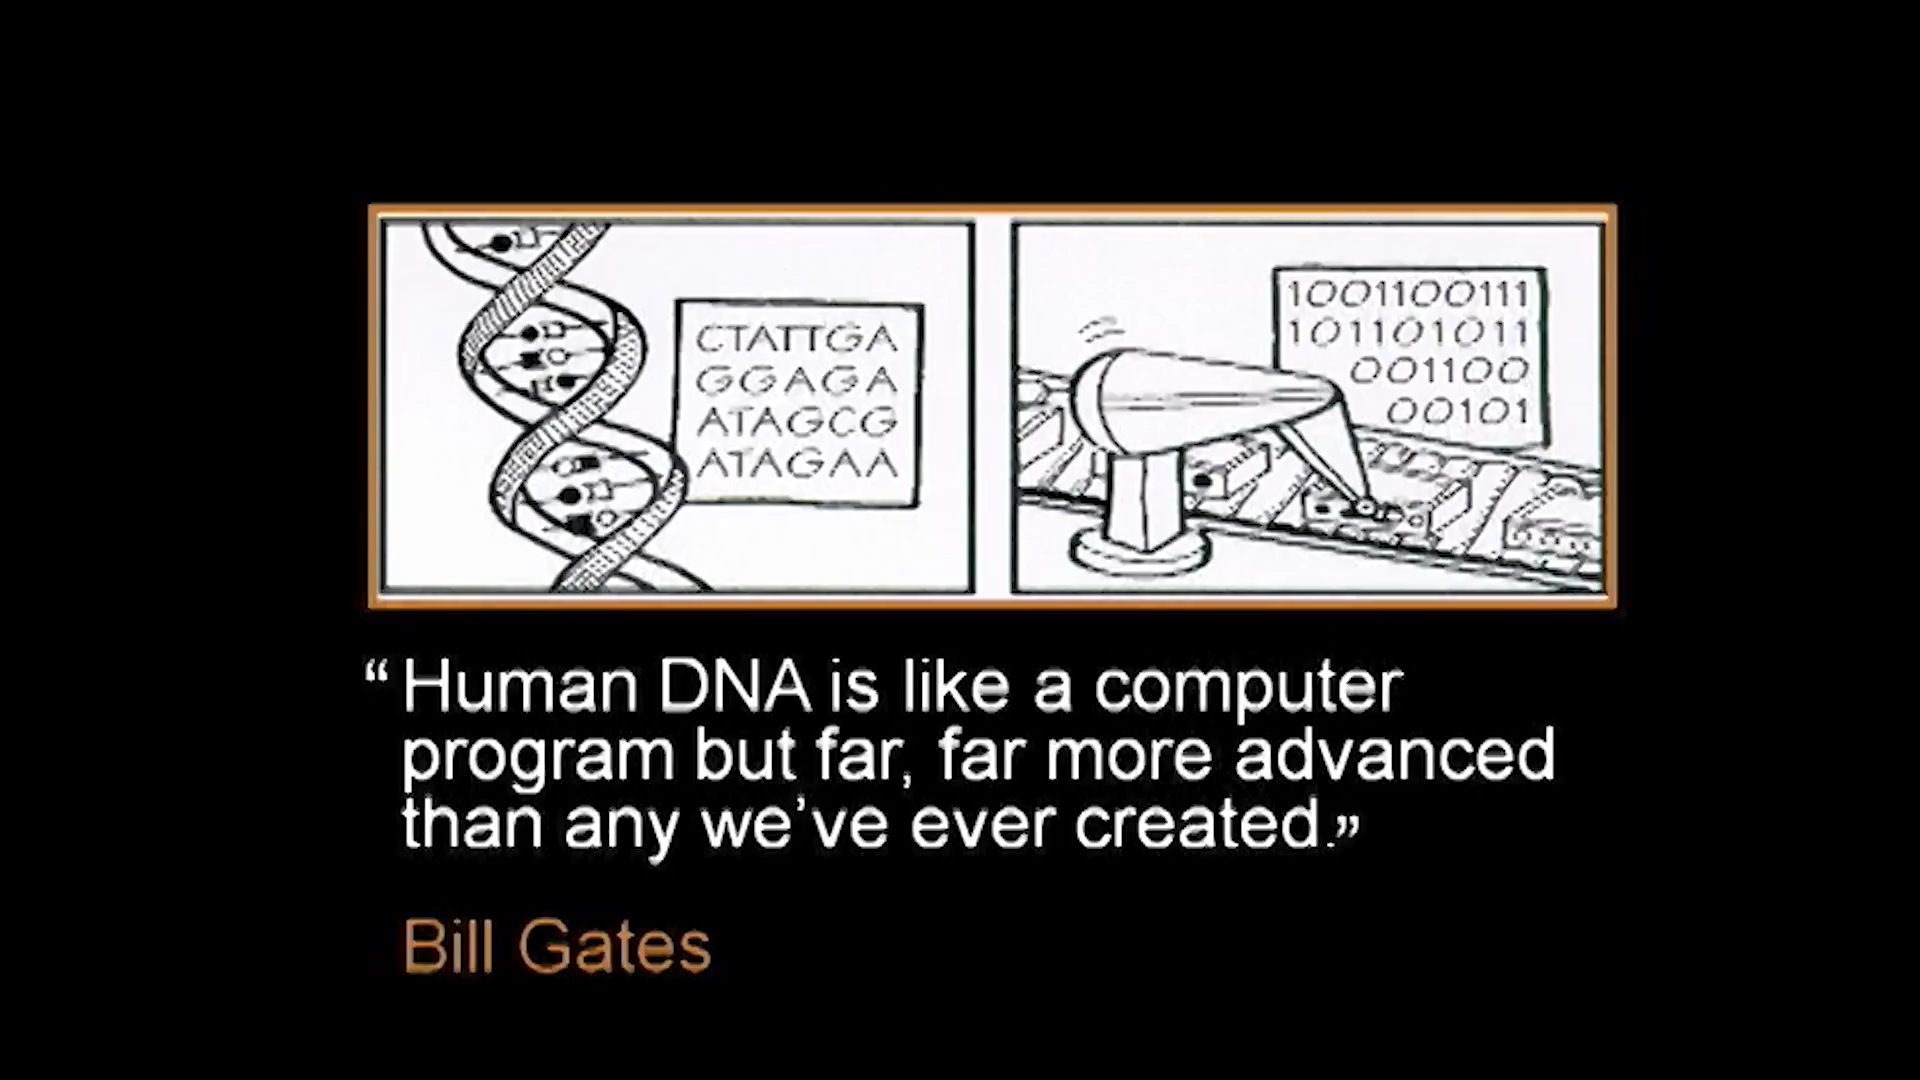 CTATTGA
GGAGA
ATAGCG
ATAGAA
1001100111
101101011
001100
00101
“Human DNA is like a computer
program but far, far more advanced
than any we’ve ever created.”
Bill Gates